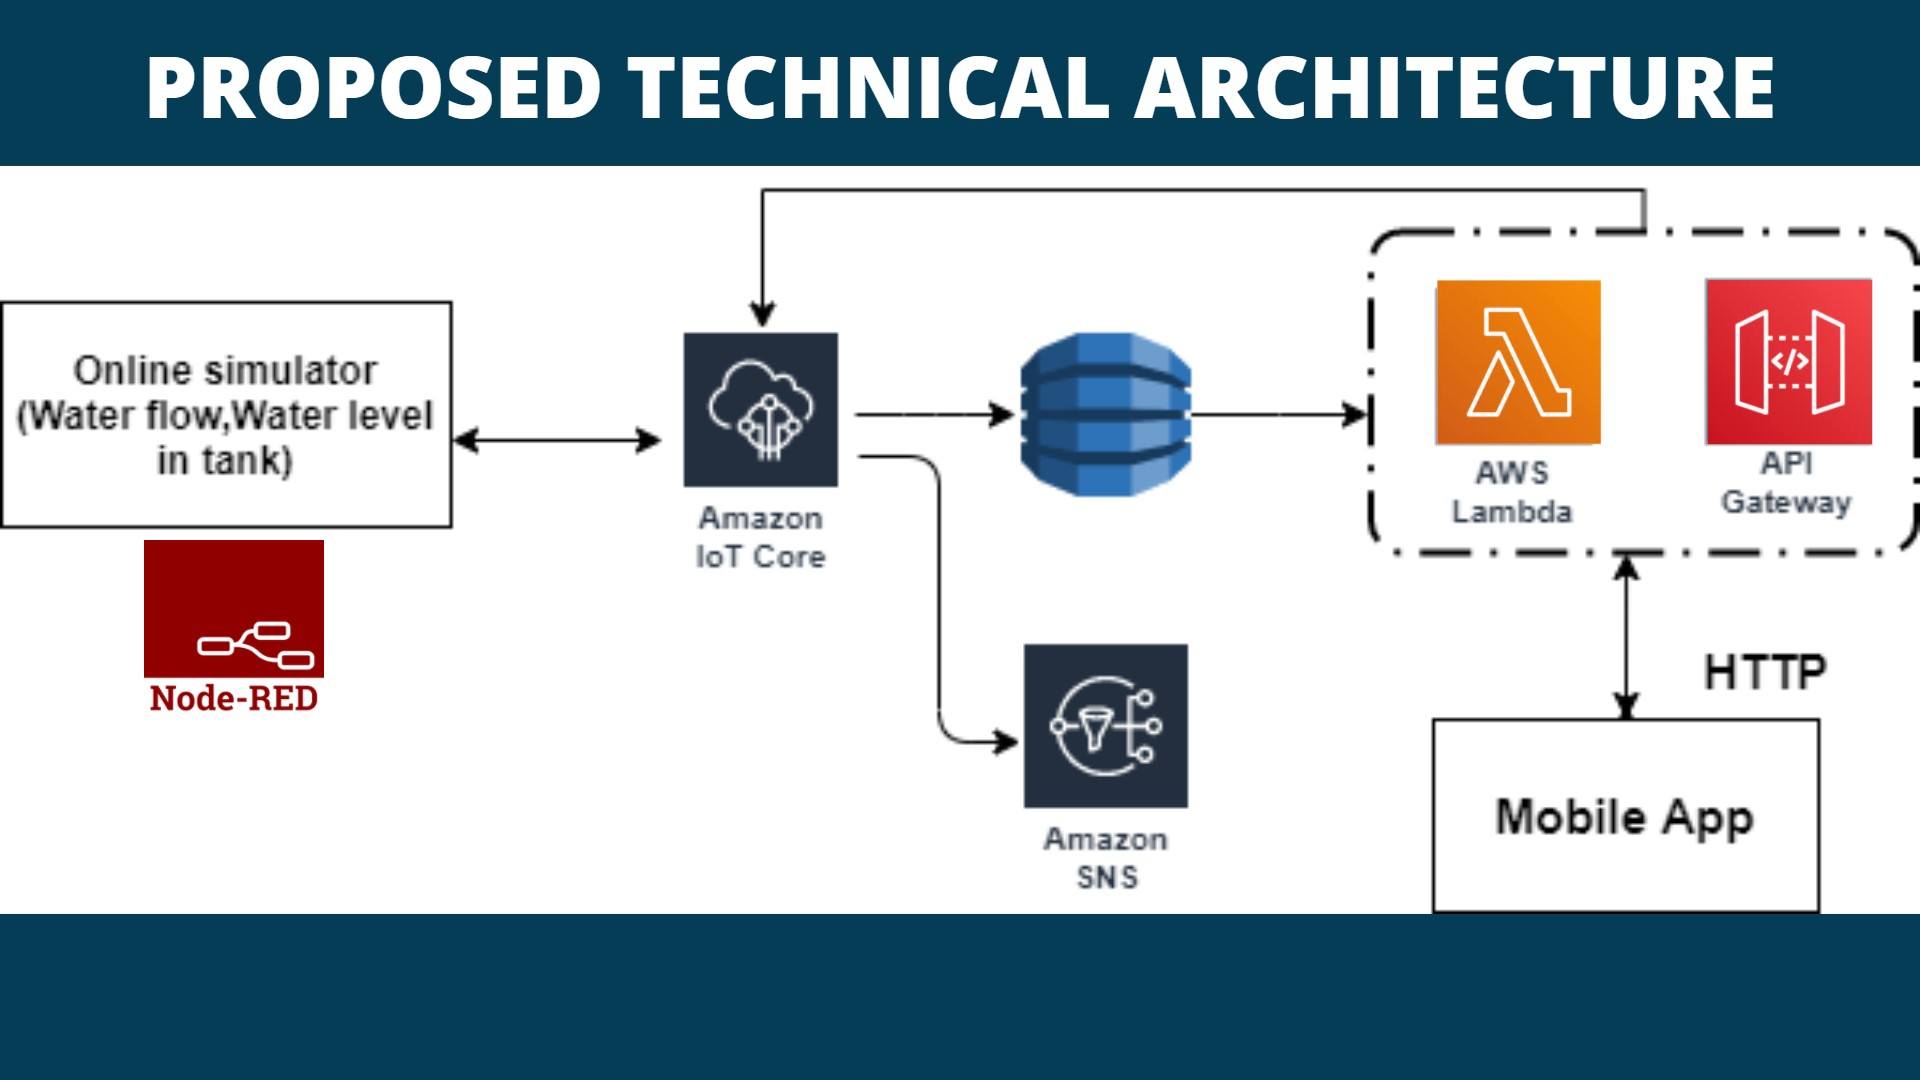 PROPOSED TECHNICAL ARCHITECTURE
Online simulator
(Water flow,Water level
in tank)
Node-RED
Amazon
IoT Core
Amazon
SNS
</>
AWS
Lambda
API
Gateway
HTTP
Mobile App